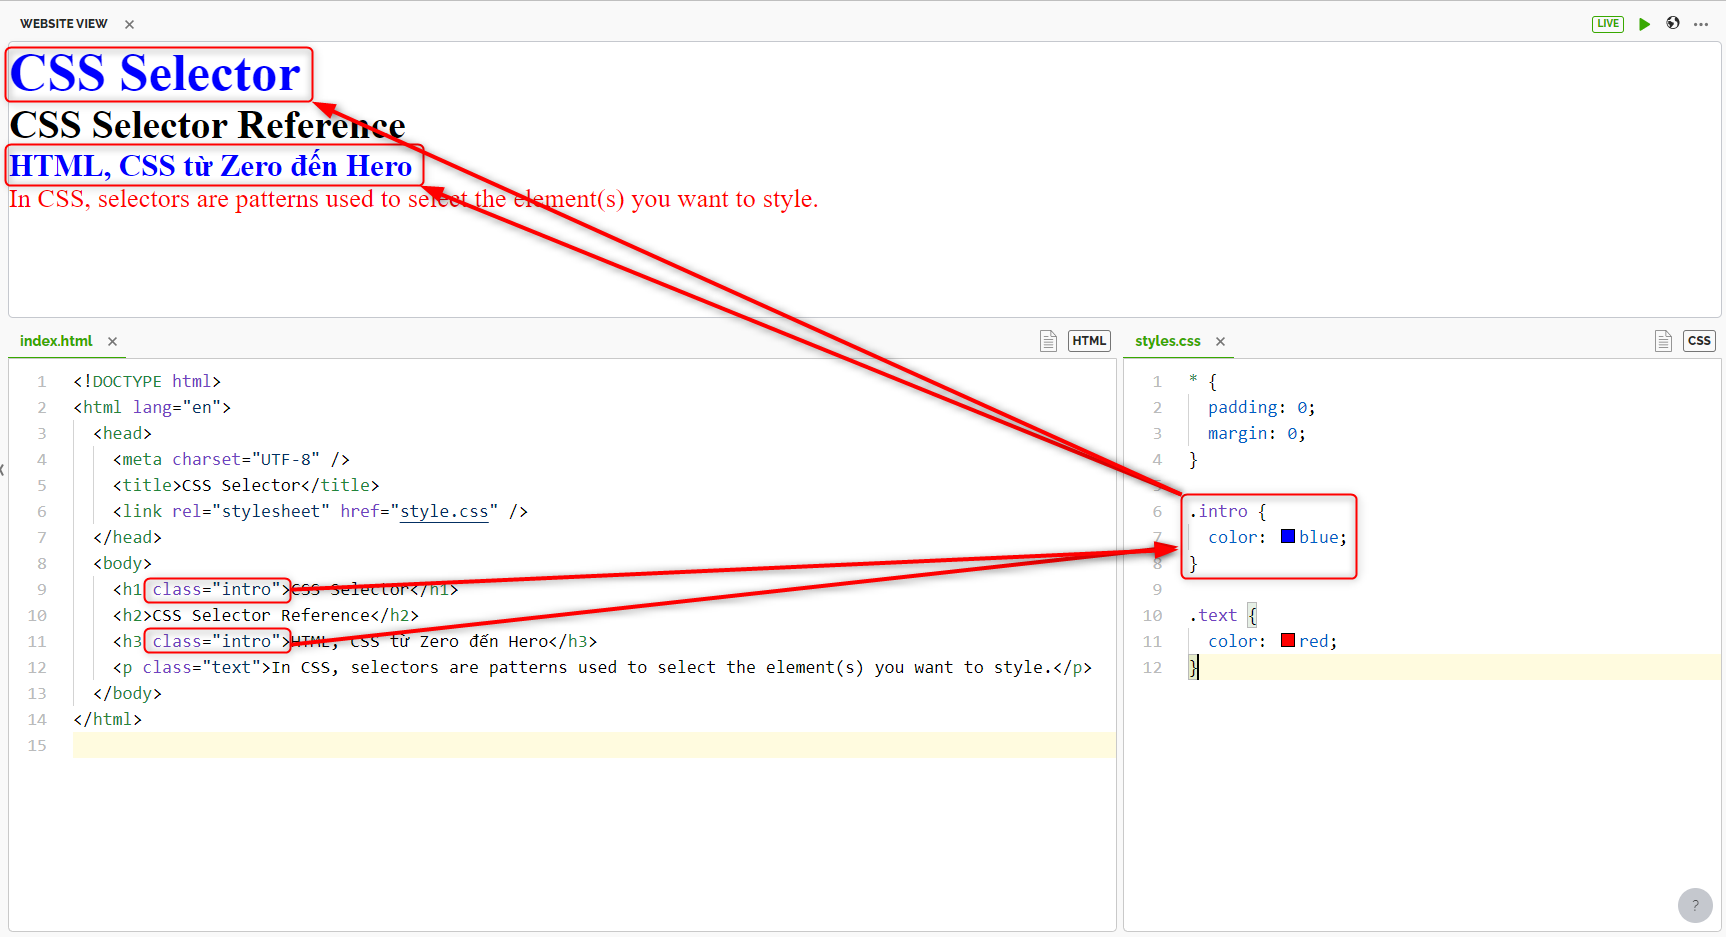 WEBSITE VIEW ×
LIVE
CSS Selector
CSS Selector Reference
HTML, CSS từ Zero đến Hero
In CSS, selectors are patterns used to select the element(s) you want to style.
index.html ×
HTML
1 <!DOCTYPE html>
2 <html lang="en">
3 <head>
4 <meta charset="UTF-8" />
5 <title>CSS Selector</title>
6 <link rel="stylesheet" href="style.css" />
7 </head>
8 <body>
9 <h1 class="intro">CSS Selector</h1>
10 <h2>CSS Selector Reference</h2>
11 <h3 class="intro">HTML, CSS từ Zero đến Hero</h3>
12 <p class="text">In CSS, selectors are patterns used to select the element(s) you want to style.</p>
13 </body>
14 </html>
15
styles.css ×
CSS
1 * {
2 padding: 0;
3 margin: 0;
4 }
5
6 .intro {
7 color: blue;
8 }
9
10 .text {
11 color: red;
12 }
?